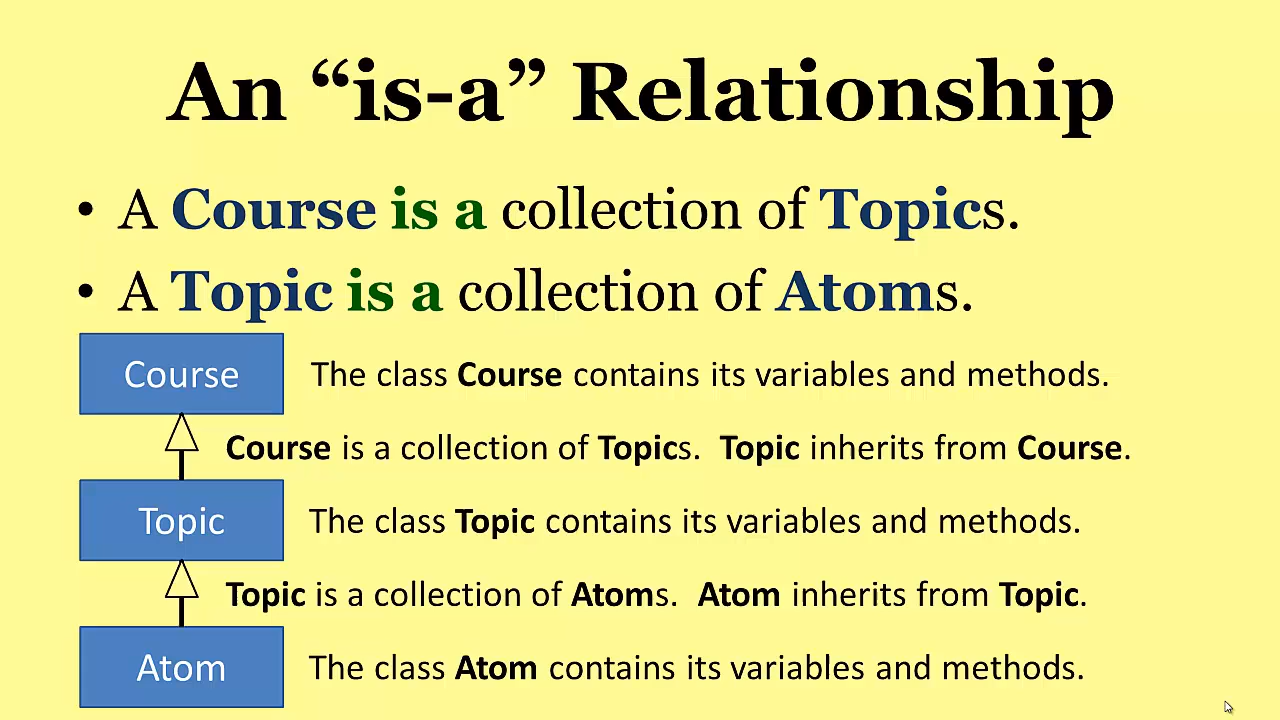 An “is-a” Relationship
• A Course is a collection of Topics.
• A Topic is a collection of Atoms.
Course
The class Course contains its variables and methods.
Course is a collection of Topics. Topic inherits from Course.
Topic
The class Topic contains its variables and methods.
Topic is a collection of Atoms. Atom inherits from Topic.
Atom
The class Atom contains its variables and methods.